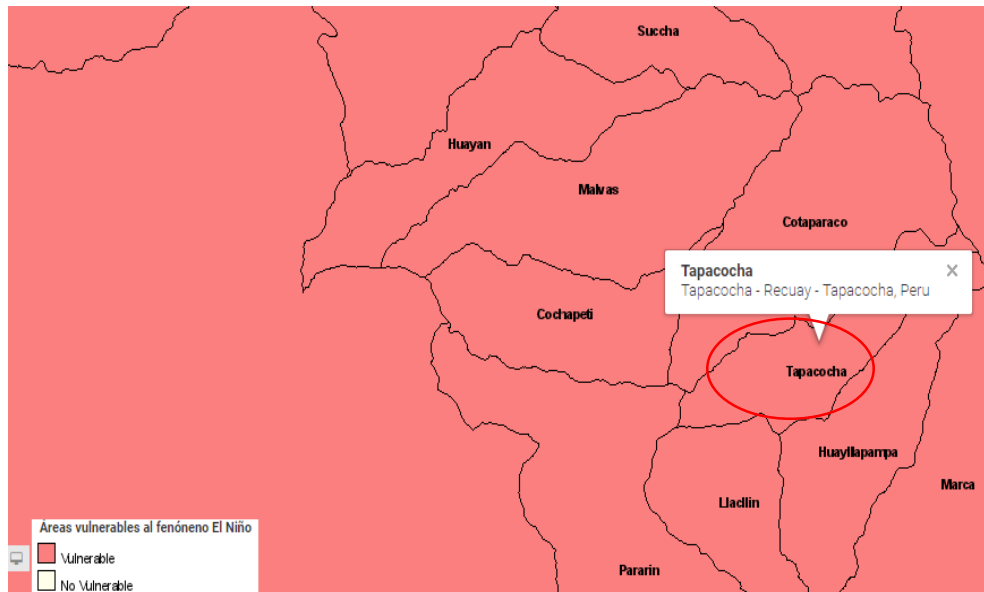 Succha
Huayan
Malvas
Cotaparaco
Tapacocha
Tapacocha - Recuay - Tapacocha, Peru
Cochapeti
Tapacocha
Huayllapampa
Marca
Llacllin
Pararin
Áreas vulnerables al fenóneno El Niño
Vulnerable
No Vulnerable